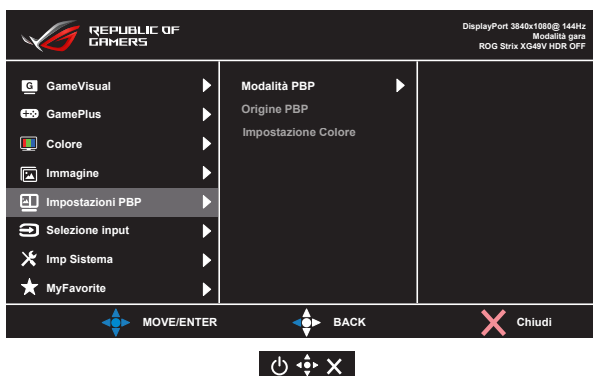 REPUBLIC OF
GAMERS
DisplayPort 3840x1080@ 144Hz
Modalità gara
ROG Strix XG49V HDR OFF
G GameVisual
GamePlus
Colore
Immagine
Impostazioni PBP
Selezione input
Imp Sistema
MyFavorite
Modalità PBP
Origine PBP
Impostazione Colore
MOVE/ENTER
BACK
Chiudi